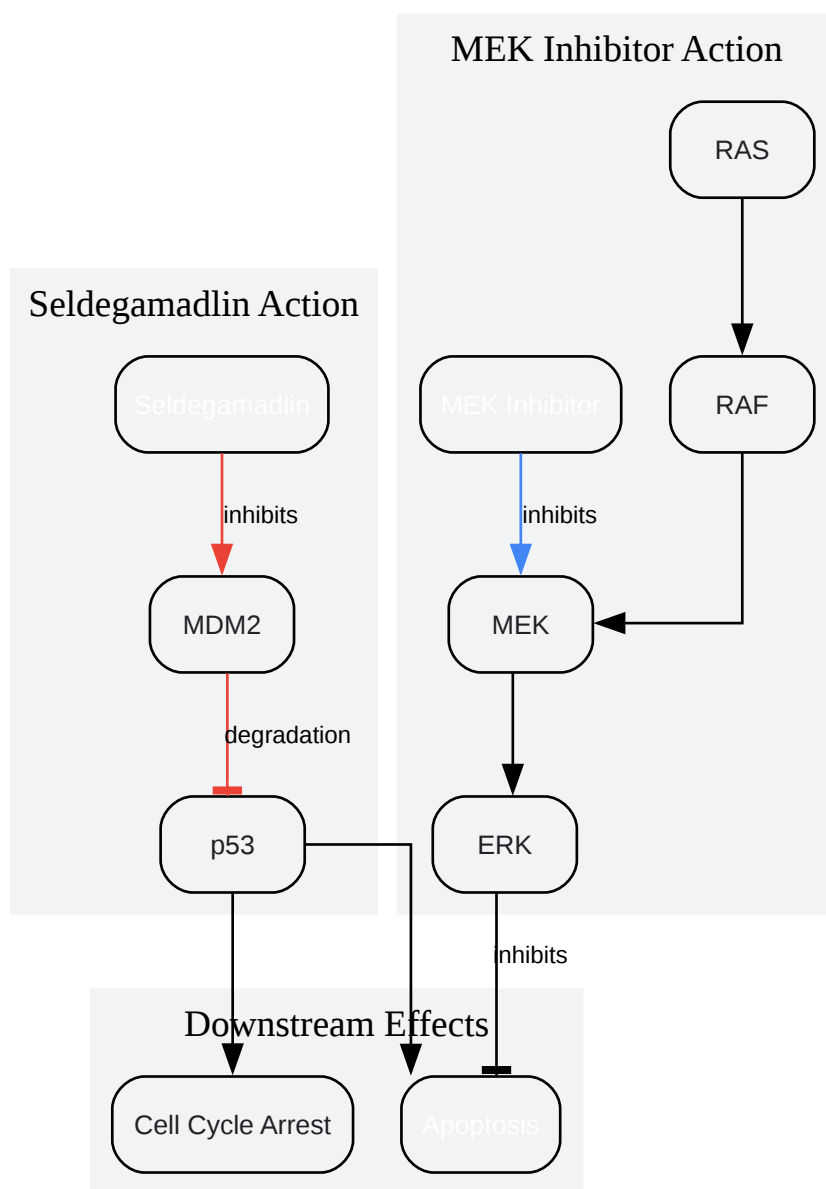 MEK Inhibitor Action
RAS
Seldegamadlin Action
Seldegamadlin
MEK Inhibitor
RAF
inhibits
inhibits
MDM2
MEK
degradation
p53
ERK
inhibits
Downstream Effects
Cell Cycle Arrest
Apoptosis